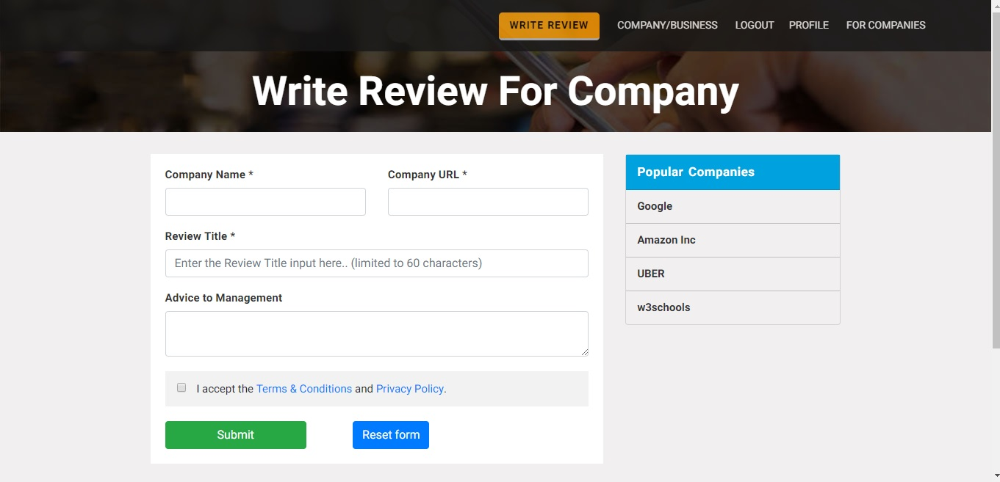 WRITE REVIEW COMPANY/BUSINESS LOGOUT PROFILE FOR COMPANIES
Write Review For Company
Company Name * Company URL *
Review Title *
Enter the Review Title input here.. (limited to 60 characters)
Advice to Management
I accept the Terms & Conditions and Privacy Policy.
Submit Reset form
Popular Companies
Google
Amazon Inc
UBER
w3schools